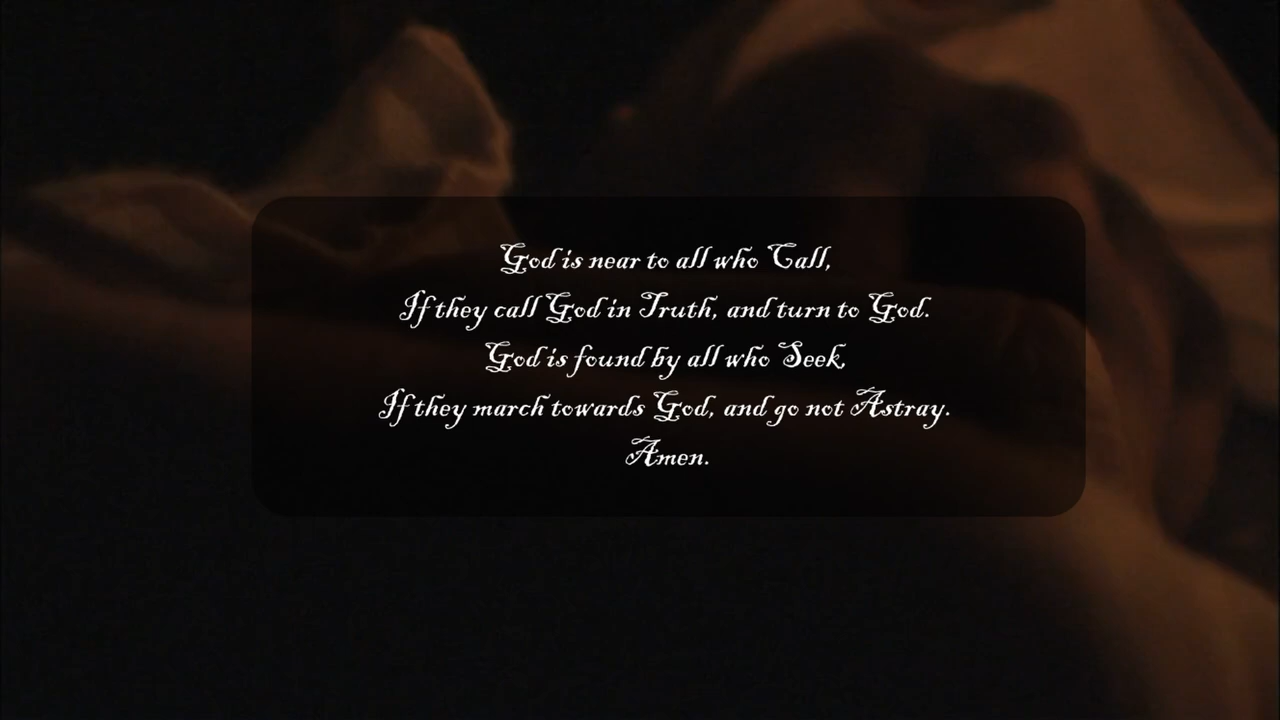 God is near to all who Call,
If they call God in Truth, and turn to God.
God is found by all who Seek,
If they march towards God, and go not Astray.
Amen.